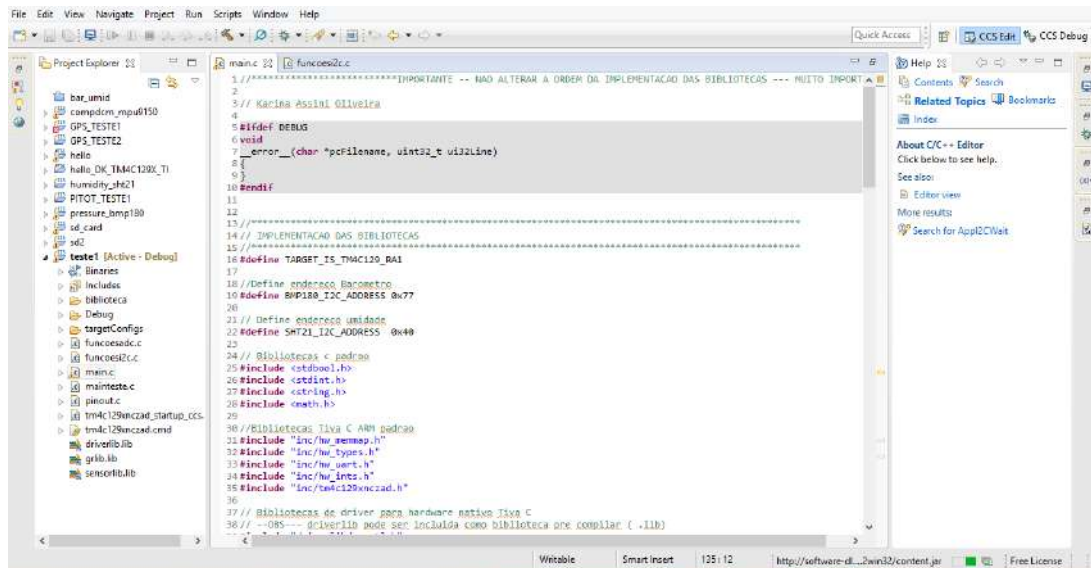 File Edit View Navigate Project Run Scripts Window Help
Quick Access
CCS Edit
CCS Debug
Project Explorer
bar_umid
compdcm_mpu9150
GPS_TESTE1
GPS_TESTE2
hello
hello_DK_TM4C129X_TI
humidity_sht21
PITOT_TESTE1
pressure_bmp180
sd_card
sd2
teste1 [Active - Debug]
Binaries
Includes
biblioteca
Debug
targetConfigs
funcoesadc.c
funcoesi2c.c
main.c
mainteste.c
pinout.c
tm4c129xnczad_startup_ccs.
tm4c129xnczad.cmd
driverlib.lib
grlib.lib
sensorlib.lib
main.c
funcoesi2c.c
1 //****************************IMPORTANTE -- NAO ALTERAR A ORDEM DA IMPLEMENTACAO DAS BIBLIOTECAS --- MUITO IMPORT
2
3 // Karina Assini Oliveira
4
5 #ifdef DEBUG
6 void
7 __error__(char *pcFilename, uint32_t ui32Line)
8 {
9 }
10 #endif
11
12
13 //****************************************************************************
14 // IMPLEMENTACAO DAS BIBLIOTECAS
15 //****************************************************************************
16 #define TARGET_IS_TM4C129_RA1
17
18 //Define endereco Barometro
19 #define BMP180_I2C_ADDRESS 0x77
20
21 // Define endereco umidade
22 #define SHT21_I2C_ADDRESS 0x40
23
24 // Bibliotecas c padrao
25 #include <stdbool.h>
26 #include <stdint.h>
27 #include <string.h>
28 #include <math.h>
29
30 //Bibliotecas Tiva C ARM padrao
31 #include "inc/hw_memmap.h"
32 #include "inc/hw_types.h"
33 #include "inc/hw_uart.h"
34 #include "inc/hw_ints.h"
35 #include "inc/tm4c129xnczad.h"
36
37 // Bibliotecas de driver para hardware nativo Tiva C
38 // --OBS--- driverlib pode ser incluida como biblioteca pre compilar ( .lib)
Help
Contents
Search
Related Topics
Bookmarks
Index
About C/C++ Editor
Click below to see help.
See also:
Editor view
More results:
Search for AppI2CWait
Writable
Smart Insert
135 : 12
http://software-dl....2win32/content.jar
Free License